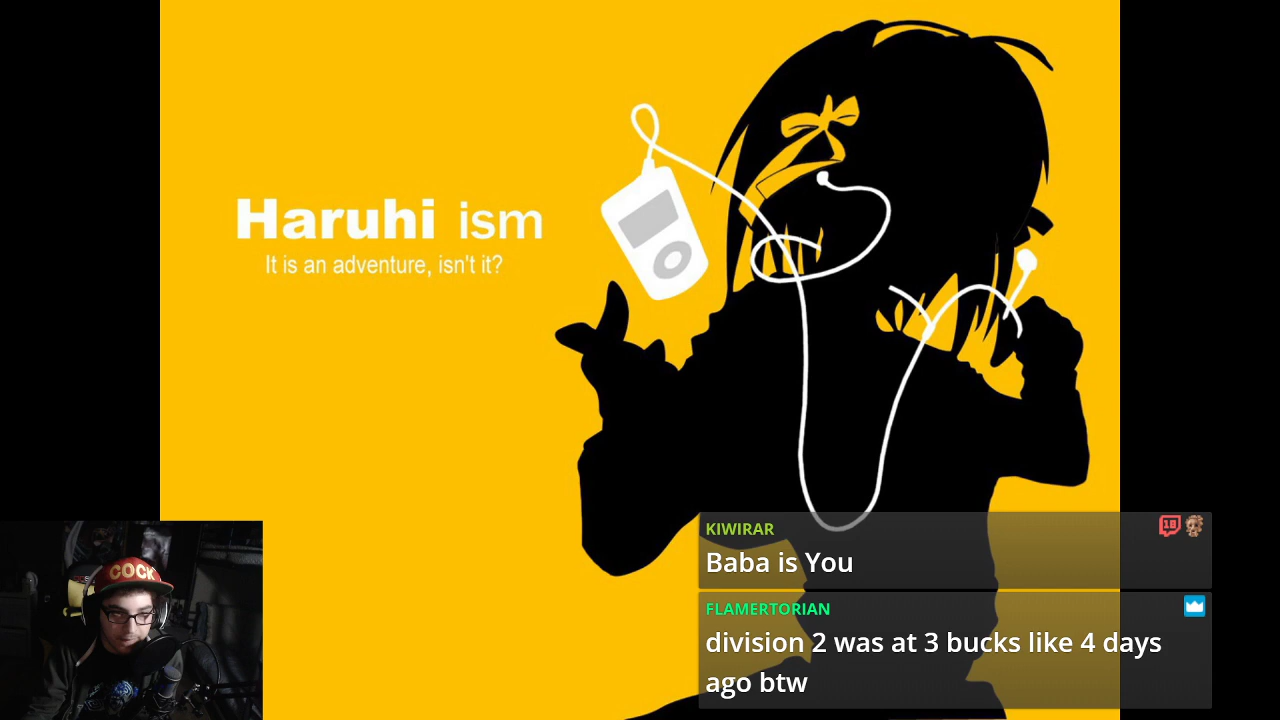 Haruhi ism
It is an adventure, isn't it?
COCK
KIWIRAR
18
Baba is You
FLAMERTORIAN
division 2 was at 3 bucks like 4 days
ago btw